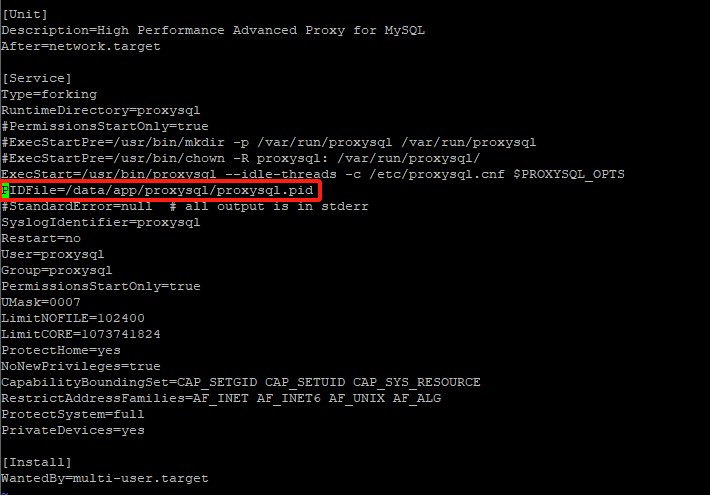 [Unit]
Description=High Performance Advanced Proxy for MySQL
After=network.target
[Service]
Type=forking
RuntimeDirectory=proxysql
#PermissionsStartOnly=true
#ExecStartPre=/usr/bin/mkdir -p /var/run/proxysql /var/run/proxysql
#ExecStartPre=/usr/bin/chown -R proxysql: /var/run/proxysql/
ExecStart=/usr/bin/proxysql --idle-threads -c /etc/proxysql.cnf $PROXYSQL_OPTS
PIDFile=/data/app/proxysql/proxysql.pid
#StandardError=null  # all output is in stderr
SyslogIdentifier=proxysql
Restart=no
User=proxysql
Group=proxysql
PermissionsStartOnly=true
UMask=0007
LimitNOFILE=102400
LimitCORE=1073741824
ProtectHome=yes
NoNewPrivileges=true
CapabilityBoundingSet=CAP_SETGID CAP_SETUID CAP_SYS_RESOURCE
RestrictAddressFamilies=AF_INET AF_INET6 AF_UNIX AF_ALG
ProtectSystem=full
PrivateDevices=yes
[Install]
WantedBy=multi-user.target
~